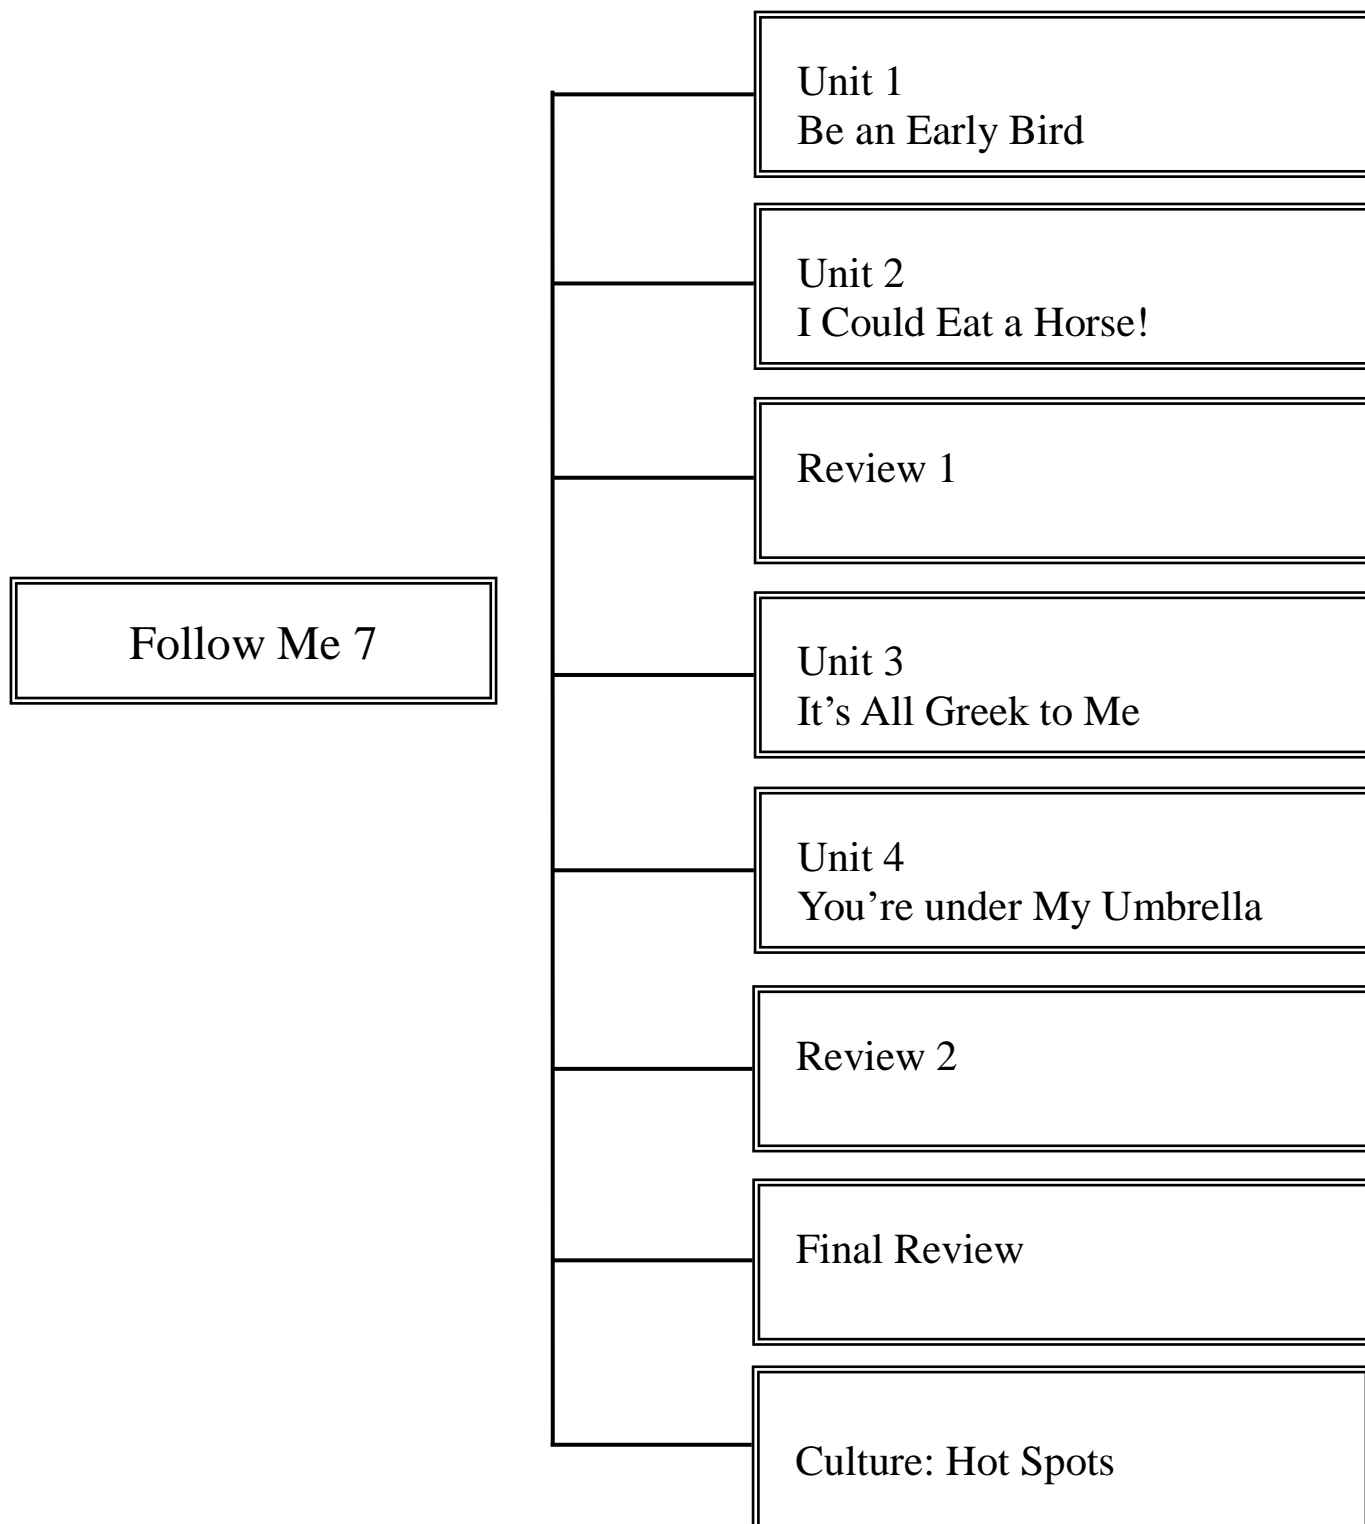 Unit 1
Be an Early Bird
Unit 2
I Could Eat a Horse!
Review 1
Follow Me 7
Unit 3
It’s All Greek to Me
Unit 4
You’re under My Umbrella
Review 2
Final Review
Culture: Hot Spots